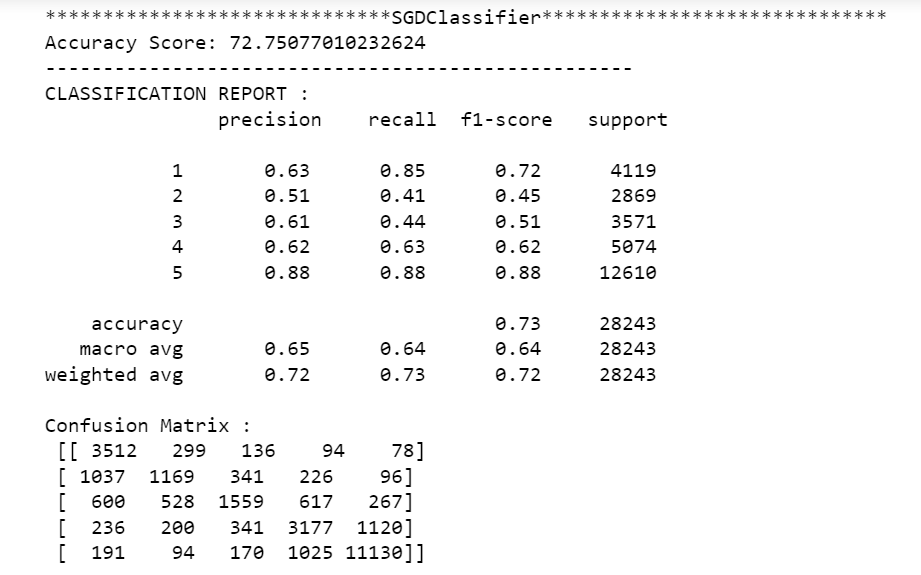 ******************************SGDClassifier******************************
Accuracy Score: 72.75077010232624
---------------------------------------------------
CLASSIFICATION REPORT :
precision recall f1-score support
1 0.63 0.85 0.72 4119
2 0.51 0.41 0.45 2869
3 0.61 0.44 0.51 3571
4 0.62 0.63 0.62 5074
5 0.88 0.88 0.88 12610
accuracy 0.73 28243
macro avg 0.65 0.64 0.64 28243
weighted avg 0.72 0.73 0.72 28243
Confusion Matrix :
[[ 3512 299 136 94 78]
[ 1037 1169 341 226 96]
[ 600 528 1559 617 267]
[ 236 200 341 3177 1120]
[ 191 94 170 1025 11130]]